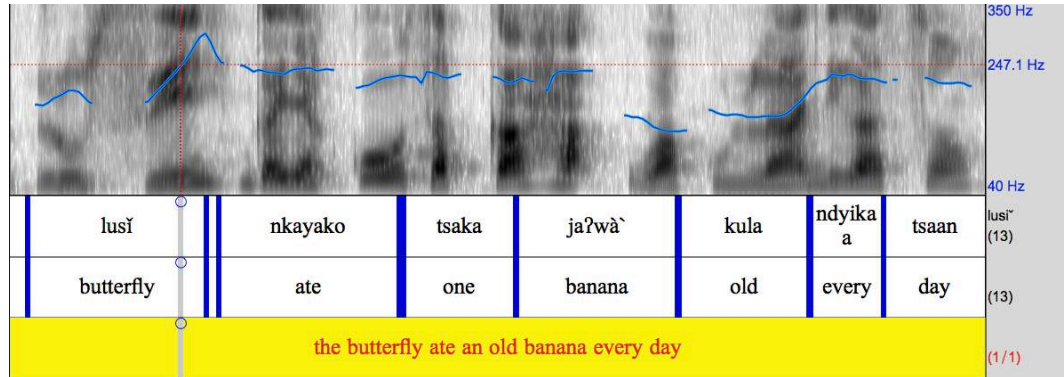 350 Hz
247.1 Hz
40 Hz
lusǐ nkayako tsaka jaʔwà` kula ndyikaa tsaan
lusiˇ
(13)
butterfly ate one banana old every day
(13)
the butterfly ate an old banana every day
(1/1)